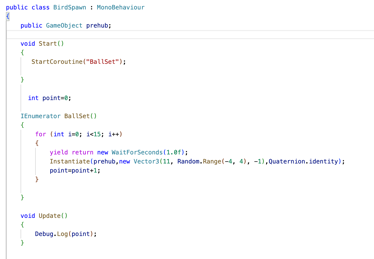 public class BirdSpawn : MonoBehaviour
{
    public GameObject prehub;

    void Start()
    {
        StartCoroutine("BallSet");

    }

    int point=0;

    IEnumerator BallSet()
    {
        for (int i=0; i<15; i++)
        {
            yield return new WaitForSeconds(1.0f);
            Instantiate(prehub,new Vector3(11, Random.Range(-4, 4), -1),Quaternion.identity);
            point=point+1;
        }

    }

    void Update()
    {
        Debug.Log(point);
    }